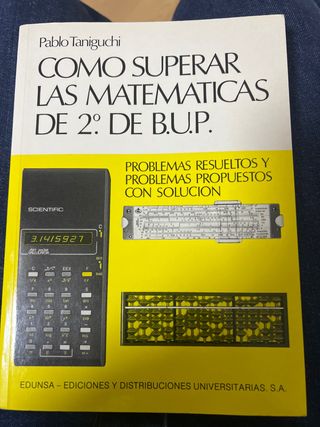 Pablo Taniguchi
COMO SUPERAR
LAS MATEMATICAS
DE 2.º DE B.U.P.
PROBLEMAS RESUELTOS Y
PROBLEMAS PROPUESTOS
CON SOLUCION
SCIENTIFIC
3.1415927
EDUNSA – EDICIONES Y DISTRIBUCIONES UNIVERSITARIAS, S.A.